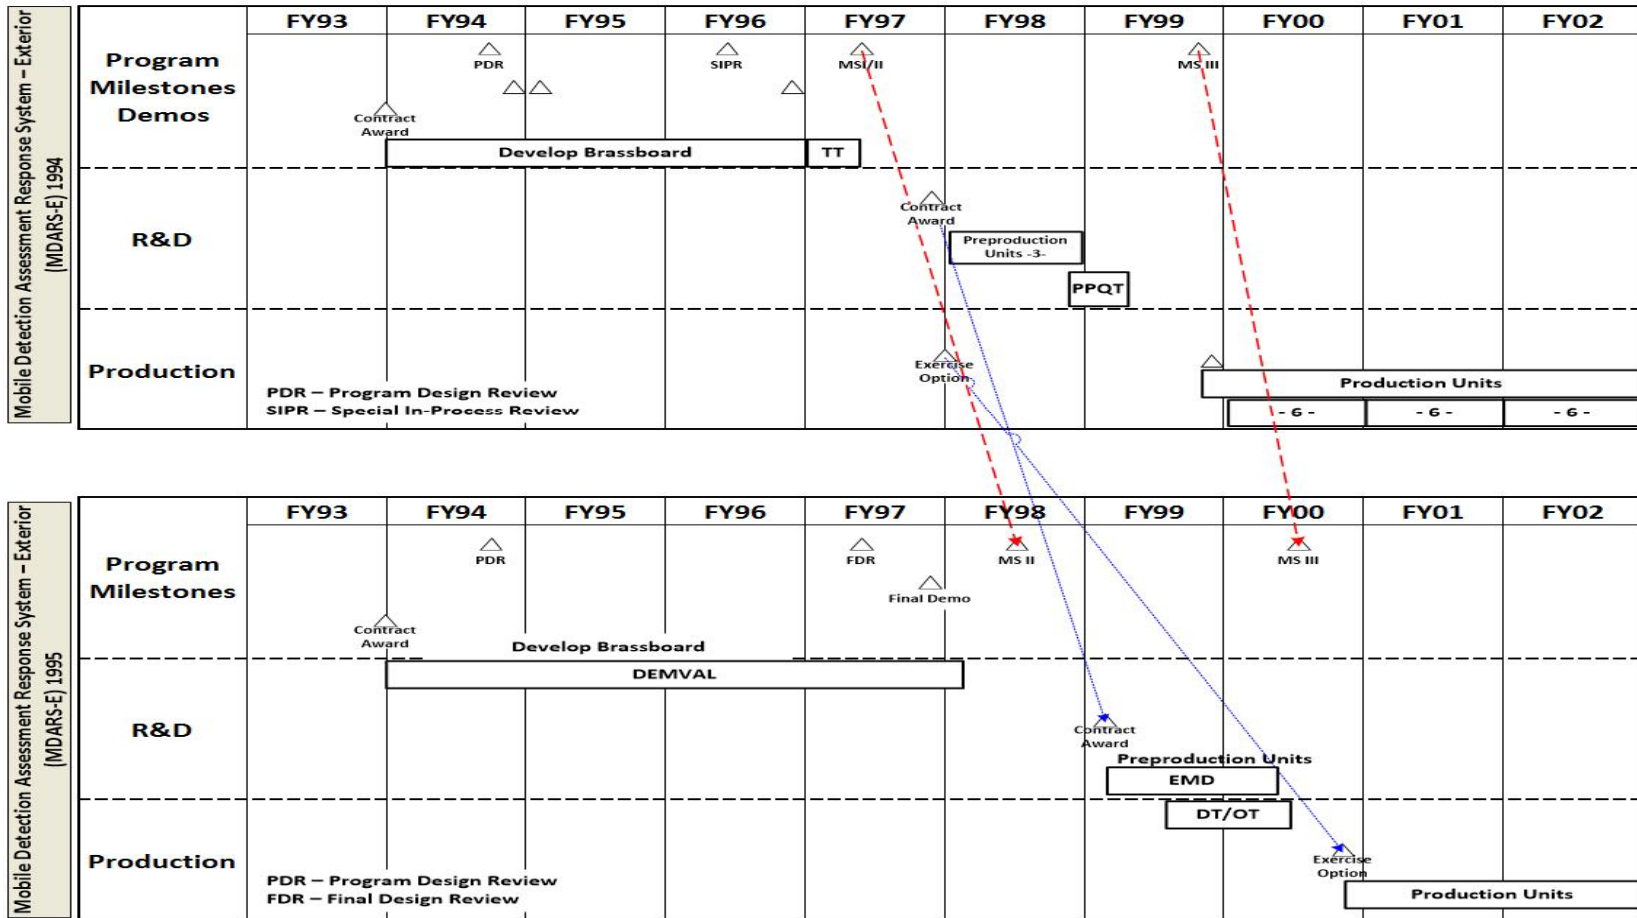 Mobile Detection Assessment Response System – Exterior
(MDARS-E) 1994
FY93 FY94 FY95 FY96 FY97 FY98 FY99 FY00 FY01 FY02
Program
Milestones
Demos
PDR
SIPR
MSI/II
MS III
Contract
Award
Develop Brassboard
TT
R&D
Contract
Award
Preproduction
Units -3-
PPQT
Production
Exercise
Option
Production Units
- 6 - - 6 - - 6 -
PDR – Program Design Review
SIPR – Special In-Process Review
Mobile Detection Assessment Response System – Exterior
(MDARS-E) 1995
FY93 FY94 FY95 FY96 FY97 FY98 FY99 FY00 FY01 FY02
Program
Milestones
PDR
FDR
MS II
MS III
Final Demo
Contract
Award
Develop Brassboard
DEMVAL
R&D
Contract
Award
Preproduction Units
EMD
DT/OT
Production
Exercise
Option
Production Units
PDR – Program Design Review
FDR – Final Design Review